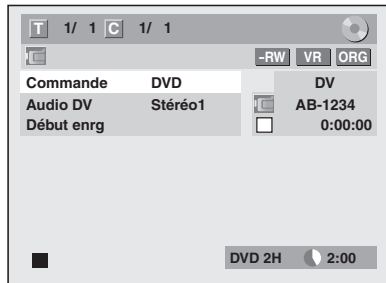 T 1/ 1 C 1/ 1
-RW VR ORG
Commande DVD DV
Audio DV Stéréo1 AB-1234
Début enrg 0:00:00
DVD 2H 2:00